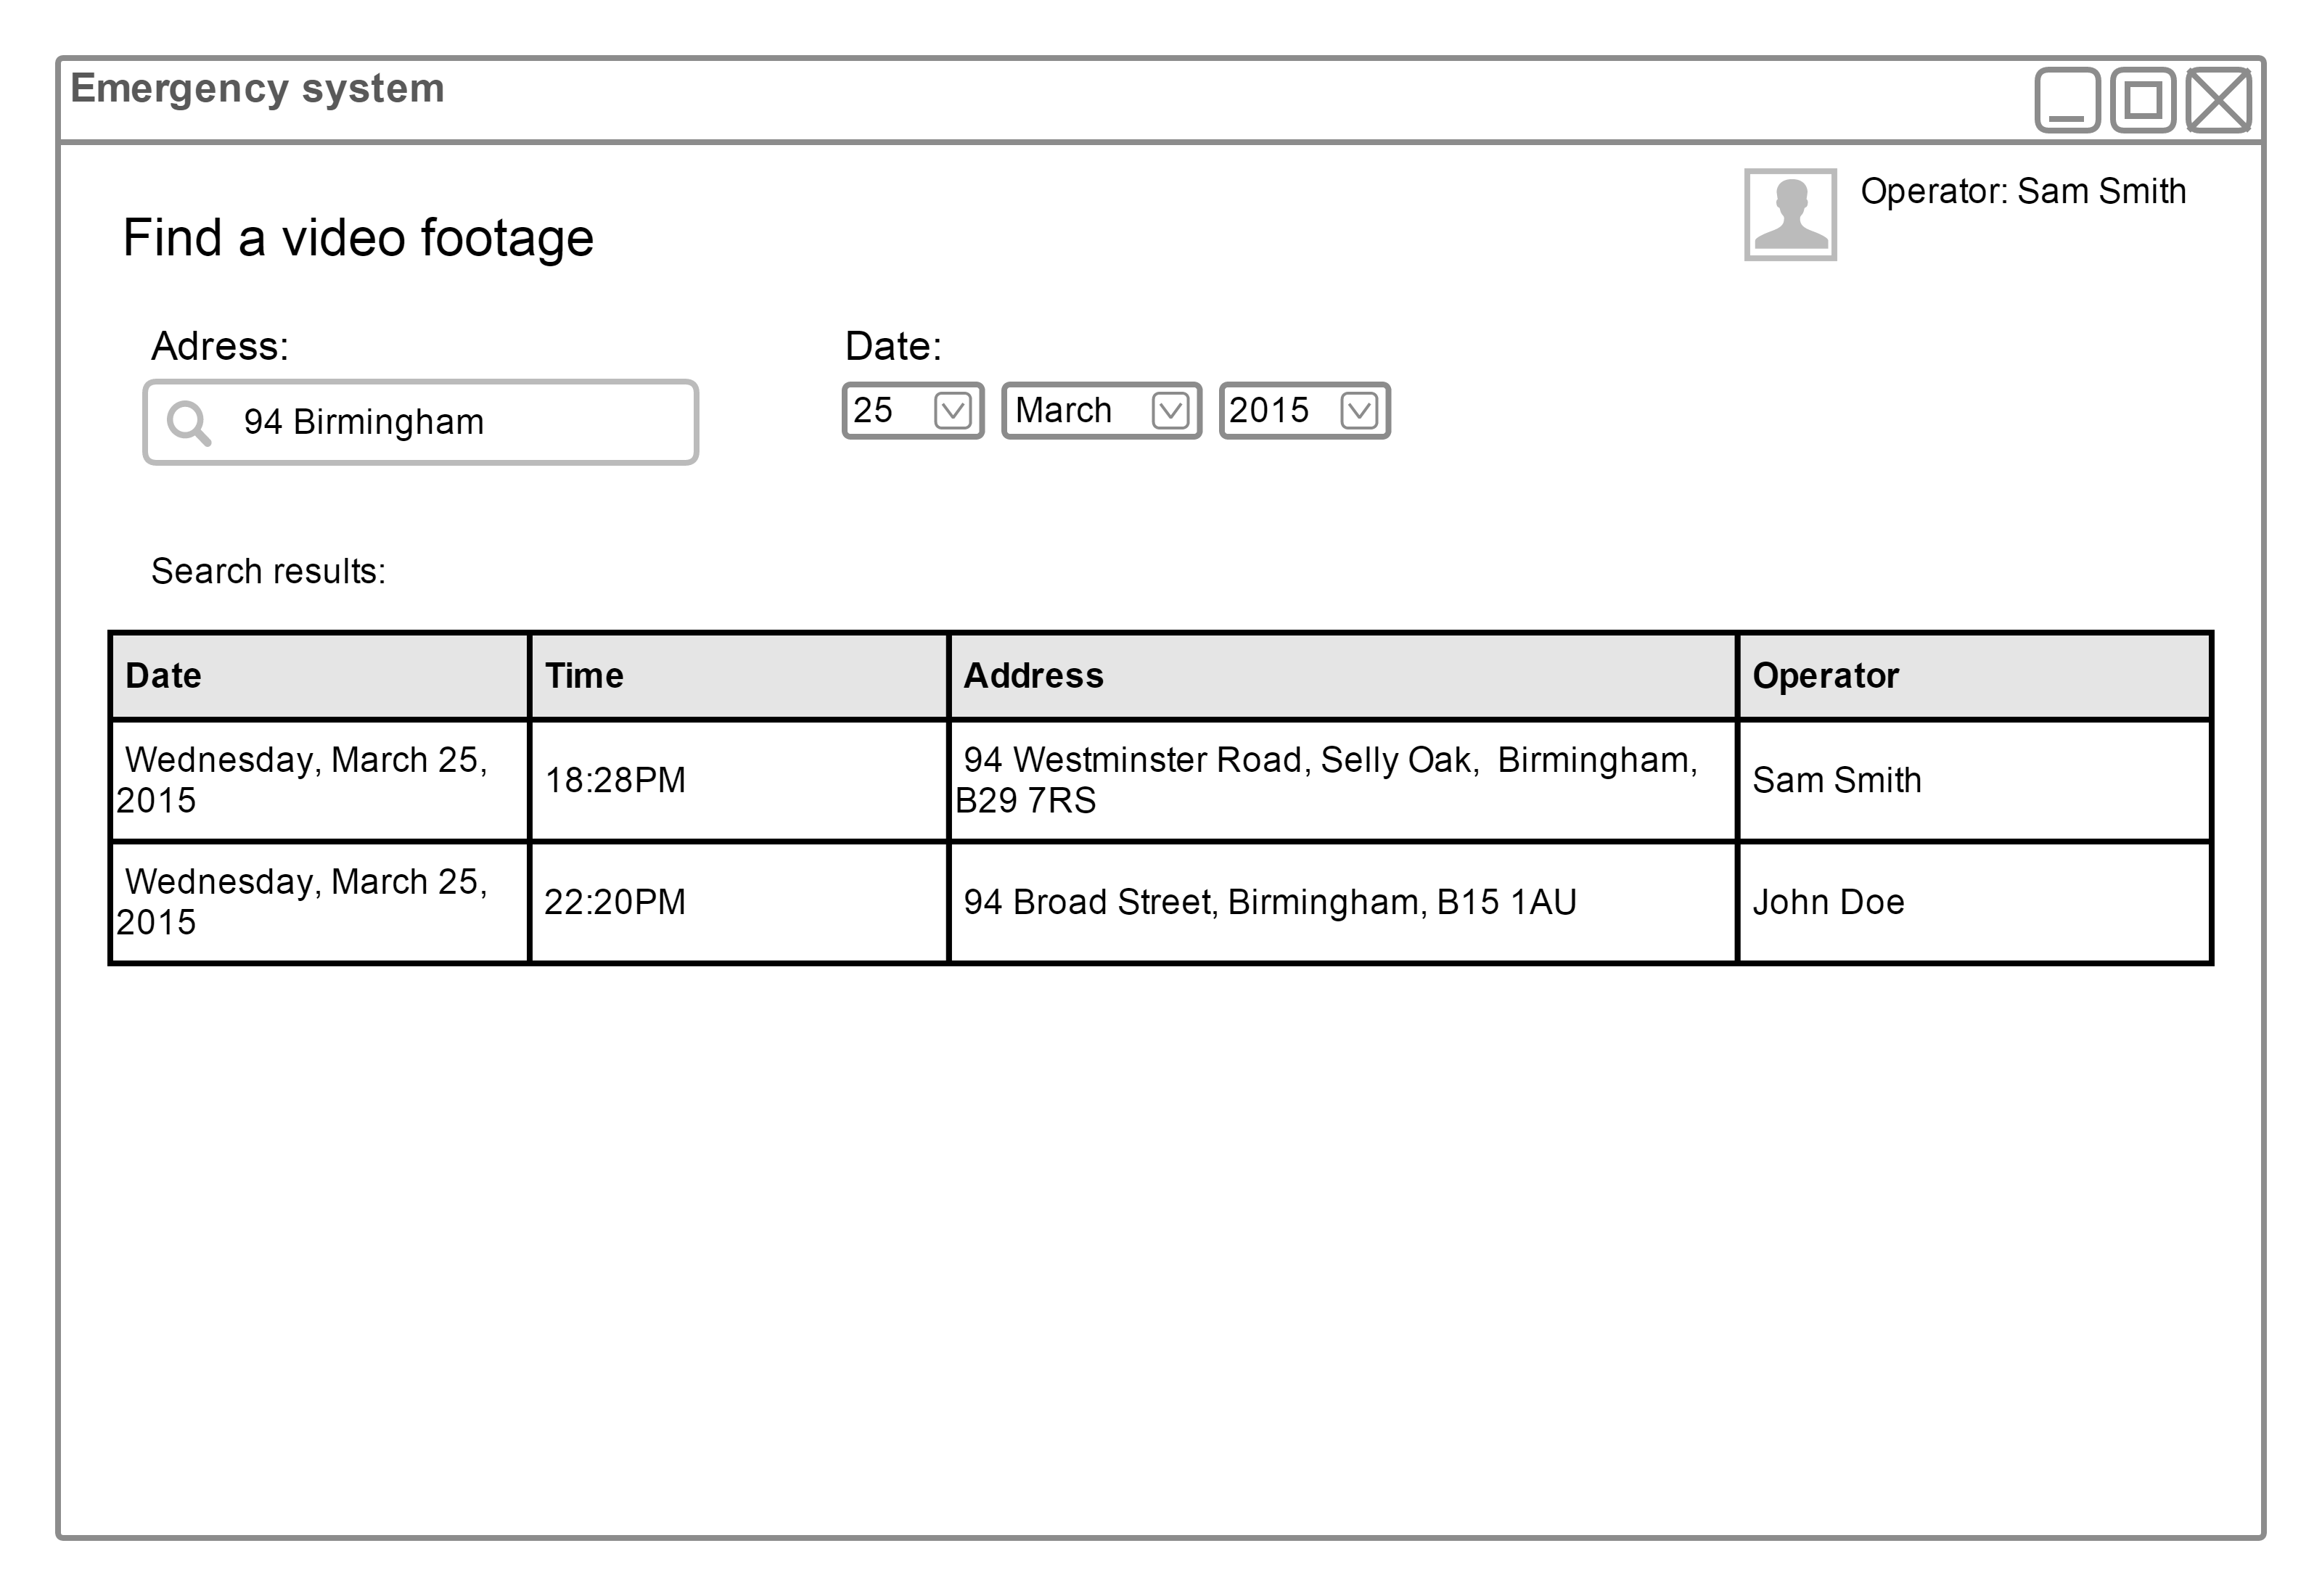 Emergency system
Operator: Sam Smith
Find a video footage
Adress:
Date:
94 Birmingham
25
March
2015
Search results:
Date
Time
Address
Operator
Wednesday, March 25,
2015
18:28PM
94 Westminster Road, Selly Oak, Birmingham,
B29 7RS
Sam Smith
Wednesday, March 25,
2015
22:20PM
94 Broad Street, Birmingham, B15 1AU
John Doe